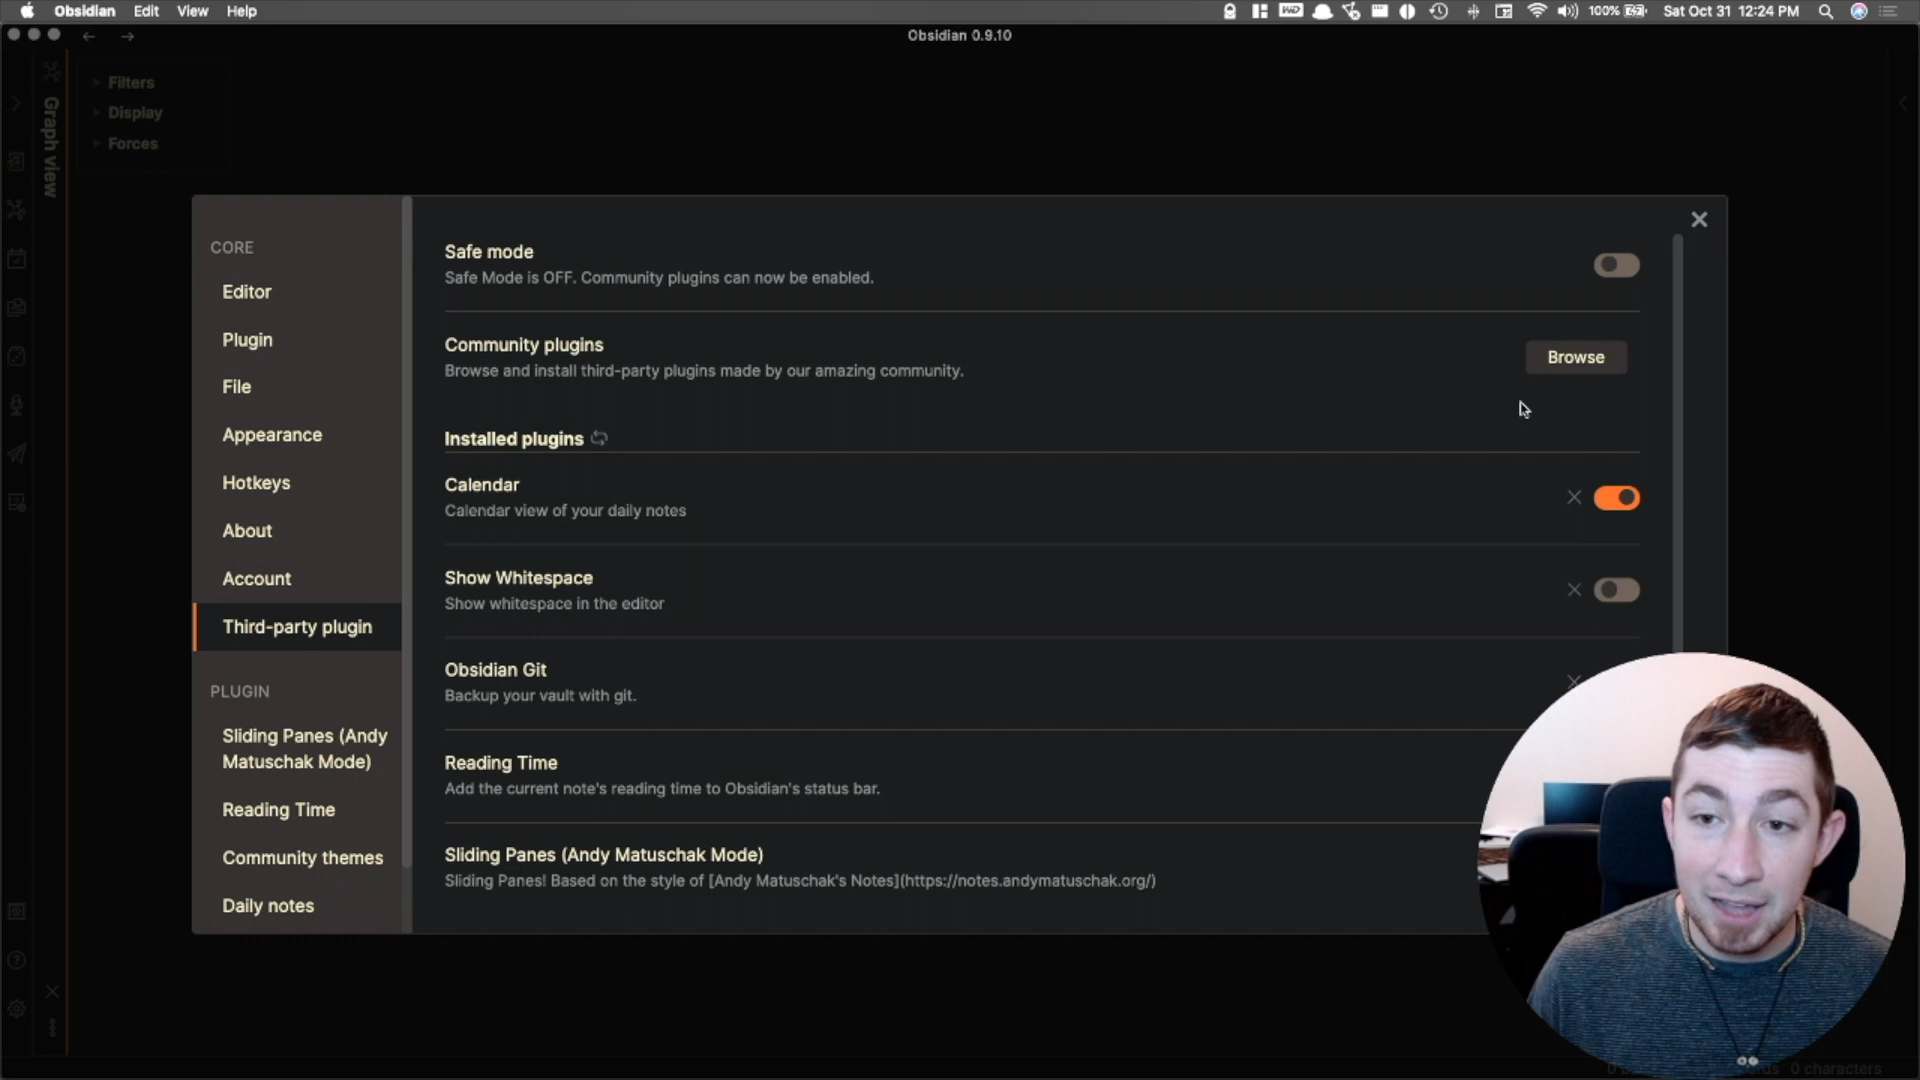 Obsidian Edit View Help
100% Sat Oct 31 12:24 PM
Obsidian 0.9.10
Graph view
Filters
Display
Forces
CORE
Editor
Plugin
File
Appearance
Hotkeys
About
Account
Third-party plugin
PLUGIN
Sliding Panes (Andy
Matuschak Mode)
Reading Time
Community themes
Daily notes
Safe mode
Safe Mode is OFF. Community plugins can now be enabled.
Community plugins
Browse and install third-party plugins made by our amazing community.
Browse
Installed plugins
Calendar
Calendar view of your daily notes
Show Whitespace
Show whitespace in the editor
Obsidian Git
Backup your vault with git.
Reading Time
Add the current note's reading time to Obsidian's status bar.
Sliding Panes (Andy Matuschak Mode)
Sliding Panes! Based on the style of [Andy Matuschak's Notes](https://notes.andymatuschak.org/)
0 characters